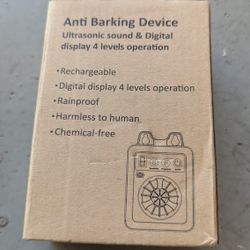 Anti Barking Device
Ultrasonic sound & Digital
display 4 levels operation
•Rechargeable
•Digital display 4 levels operation
•Rainproof
•Harmless to human
•Chemical-free